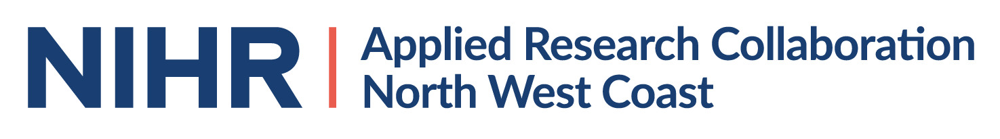 NIHR
Applied Research Collaboration
North West Coast